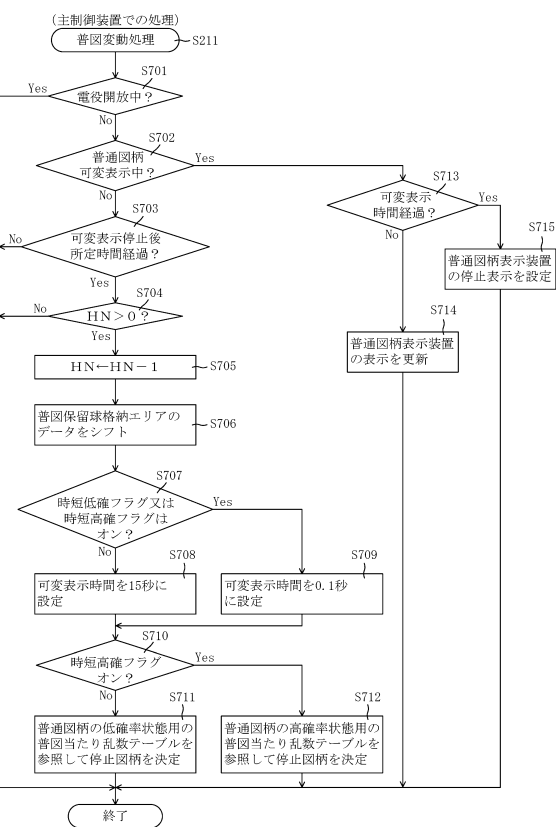 (主制御装置での処理)
普図変動処理
S211
S701
電役開放中?
Yes
No
S702
普通図柄
可変表示中?
Yes
No
S703
可変表示停止後
所定時間経過?
No
Yes
S704
HN>0?
No
Yes
HN←HN-1
S705
普図保留球格納エリアの
データをシフト
S706
S707
時短低確フラグ又は
時短高確フラグは
オン?
Yes
No
S708
可変表示時間を15秒に
設定
S709
可変表示時間を0.1秒
に設定
S710
時短高確フラグ
オン?
Yes
No
S711
普通図柄の低確率状態用の
普図当たり乱数テーブルを
参照して停止図柄を決定
S712
普通図柄の高確率状態用の
普図当たり乱数テーブルを
参照して停止図柄を決定
S713
可変表示
時間経過?
Yes
No
S714
普通図柄表示装置
の表示を更新
S715
普通図柄表示装置
の停止表示を設定
終了